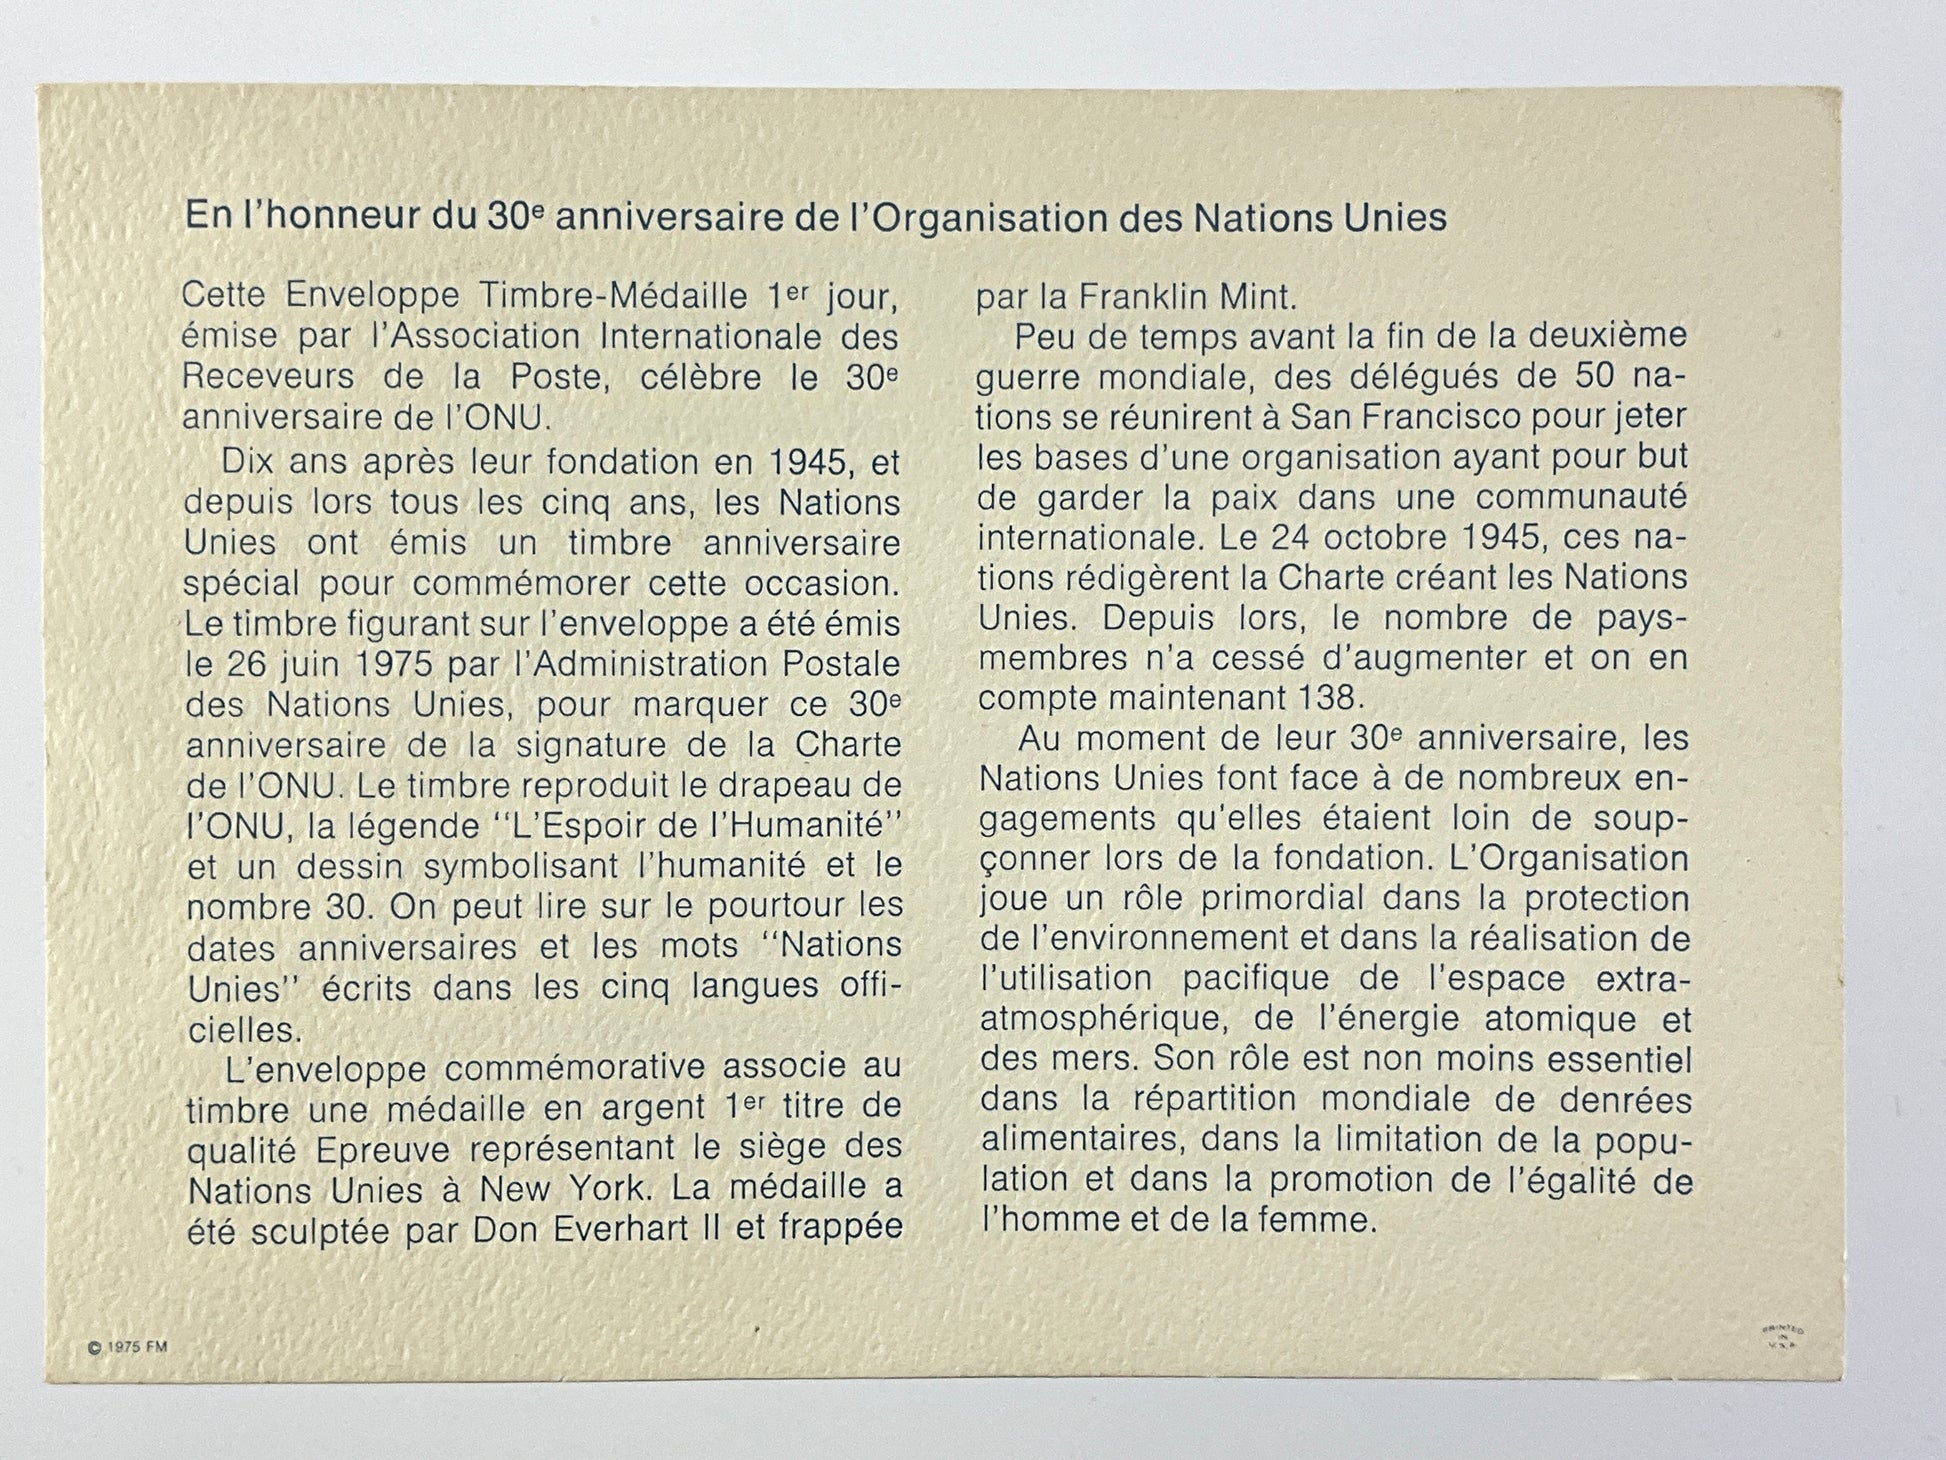 En l'honneur du 30e anniversaire de l'Organisation des Nations Unies
Cette Enveloppe Timbre-Médaille 1er jour,
émise par l'Association Internationale des
Receveurs de la Poste, célèbre le 30e
anniversaire de l'ONU.
Dix ans après leur fondation en 1945, et
depuis lors tous les cinq ans, les Nations
Unies ont émis un timbre anniversaire
spécial pour commémorer cette occasion.
Le timbre figurant sur l'enveloppe a été émis
le 26 juin 1975 par l'Administration Postale
des Nations Unies, pour marquer ce 30e
anniversaire de la signature de la Charte
de l'ONU. Le timbre reproduit le drapeau de
l'ONU, la légende "L'Espoir de l'Humanité"
et un dessin symbolisant l'humanité et le
nombre 30. On peut lire sur le pourtour les
dates anniversaires et les mots "Nations
Unies" écrits dans les cinq langues offi-
cielles.
L'enveloppe commémorative associe au
timbre une médaille en argent 1er titre de
qualité Epreuve représentant le siège des
Nations Unies à New York. La médaille a
été sculptée par Don Everhart II et frappée
par la Franklin Mint.
Peu de temps avant la fin de la deuxième
guerre mondiale, des délégués de 50 na-
tions se réunirent à San Francisco pour jeter
les bases d'une organisation ayant pour but
de garder la paix dans une communauté
internationale. Le 24 octobre 1945, ces na-
tions rédigèrent la Charte créant les Nations
Unies. Depuis lors, le nombre de pays-
membres n'a cessé d'augmenter et on en
compte maintenant 138.
Au moment de leur 30e anniversaire, les
Nations Unies font face à de nombreux en-
gagements qu'elles étaient loin de soup-
çonner lors de la fondation. L'Organisation
joue un rôle primordial dans la protection
de l'environnement et dans la réalisation de
l'utilisation pacifique de l'espace extra-
atmosphérique, de l'énergie atomique et
des mers. Son rôle est non moins essentiel
dans la répartition mondiale de denrées
alimentaires, dans la limitation de la popu-
lation et dans la promotion de l'égalité de
l'homme et de la femme.
© 1975 FM
PRINTED
IN
U.S.A.